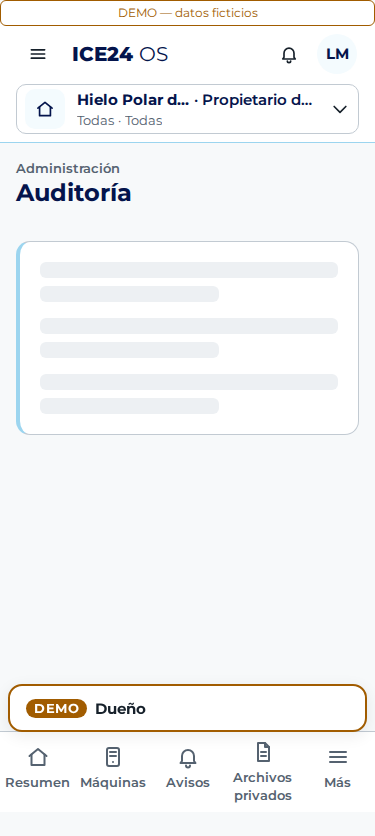 DEMO — datos ficticios
ICE24 OS
LM
Hielo Polar d... · Propietario d...
Todas · Todas
Administración
Auditoría
DEMO Dueño
Resumen
Máquinas
Avisos
Archivos privados
Más